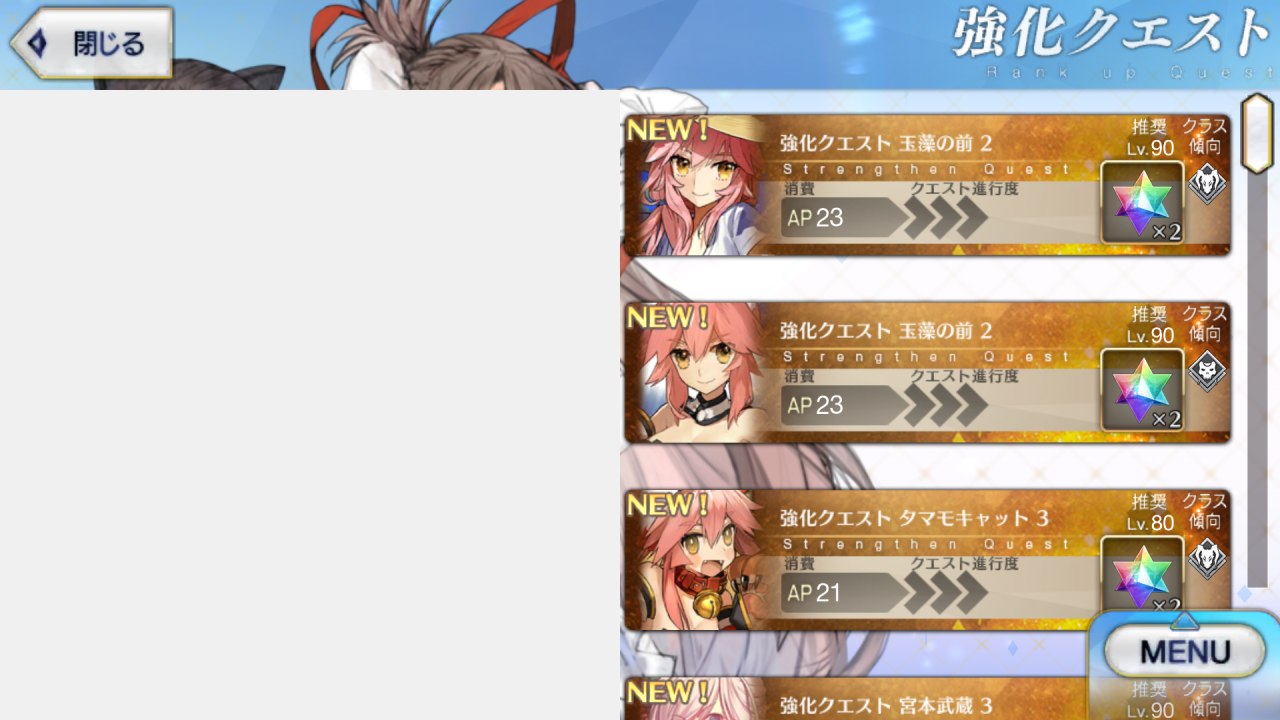 閉じる
強化クエスト
Rank up Quest
NEW!
強化クエスト 玉藻の前 2
Strengthen Quest
推奨 クラス
Lv.90 傾向
消費 クエスト進行度
AP 23
×2
NEW!
強化クエスト 玉藻の前 2
Strengthen Quest
推奨 クラス
Lv.90 傾向
消費 クエスト進行度
AP 23
×2
NEW!
強化クエスト タマモキャット 3
Strengthen Quest
推奨 クラス
Lv.80 傾向
消費 クエスト進行度
AP 21
×2
MENU
NEW!
強化クエスト 宮本武蔵 3
推奨 クラス
Lv.90 傾向